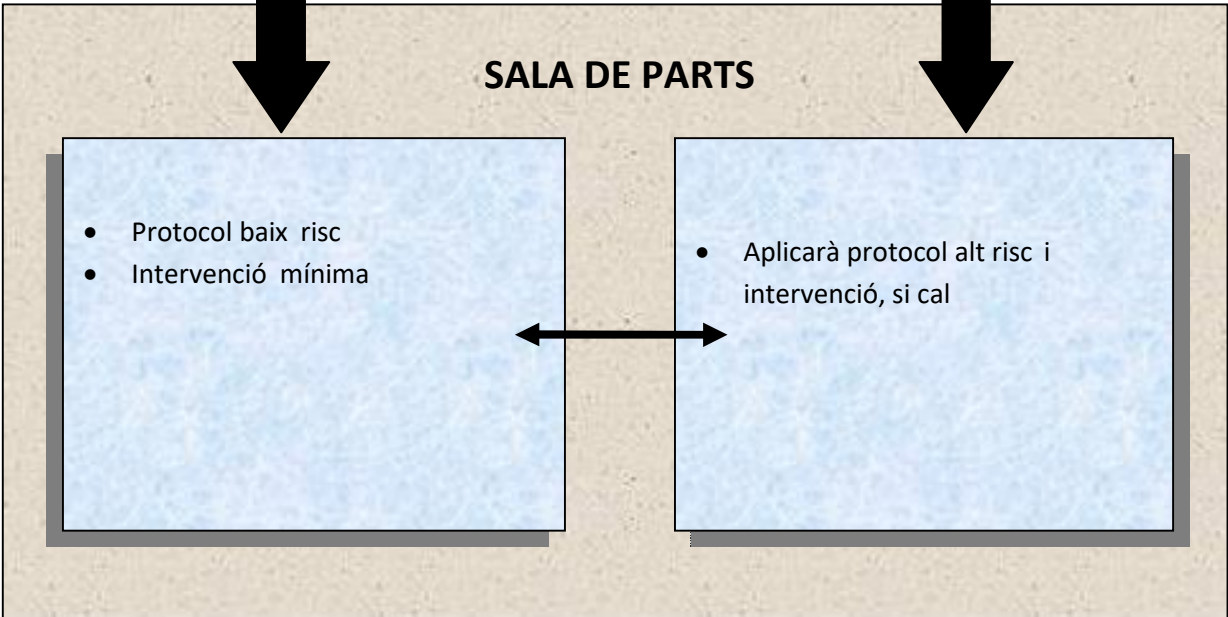 SALA DE PARTS
• Protocol baix risc
• Intervenció mínima
• Aplicarà protocol alt risc i
intervenció, si cal